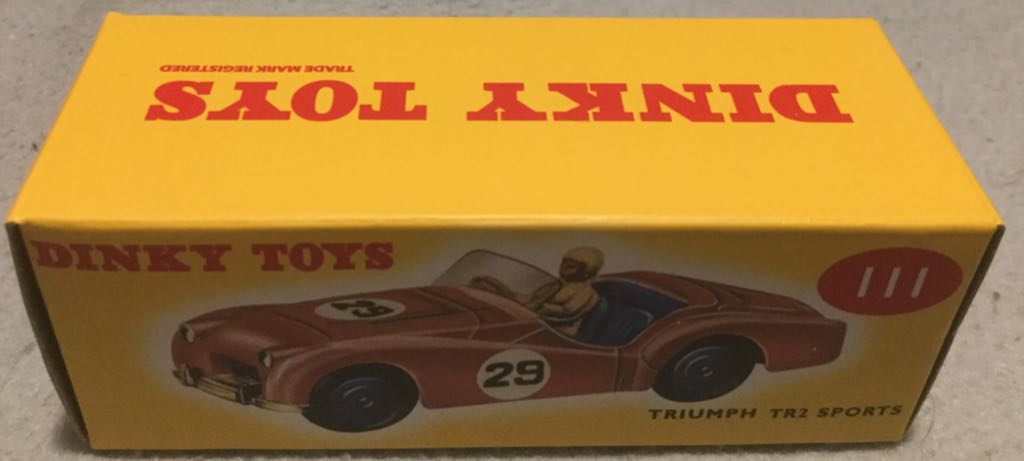 TRADE MARK REGISTERED
DINKY TOYS
DINKY TOYS
111
29
29
TRIUMPH TR2 SPORTS